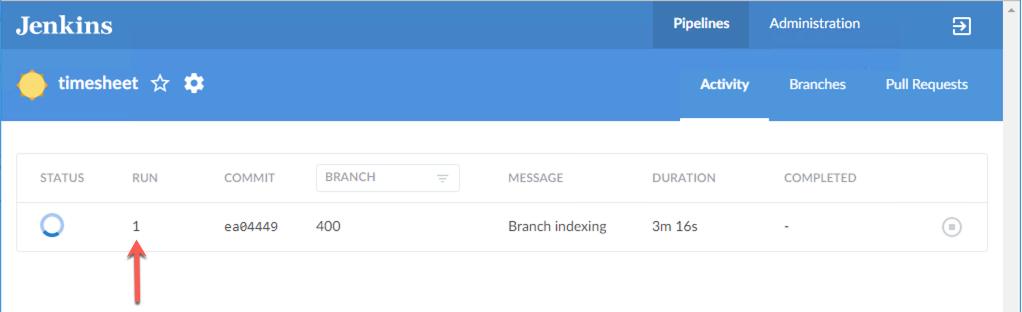 Jenkins Pipelines Administration
timesheet Activity Branches Pull Requests
STATUS RUN COMMIT BRANCH MESSAGE DURATION COMPLETED
1 ea04449 400 Branch indexing 3m 16s -